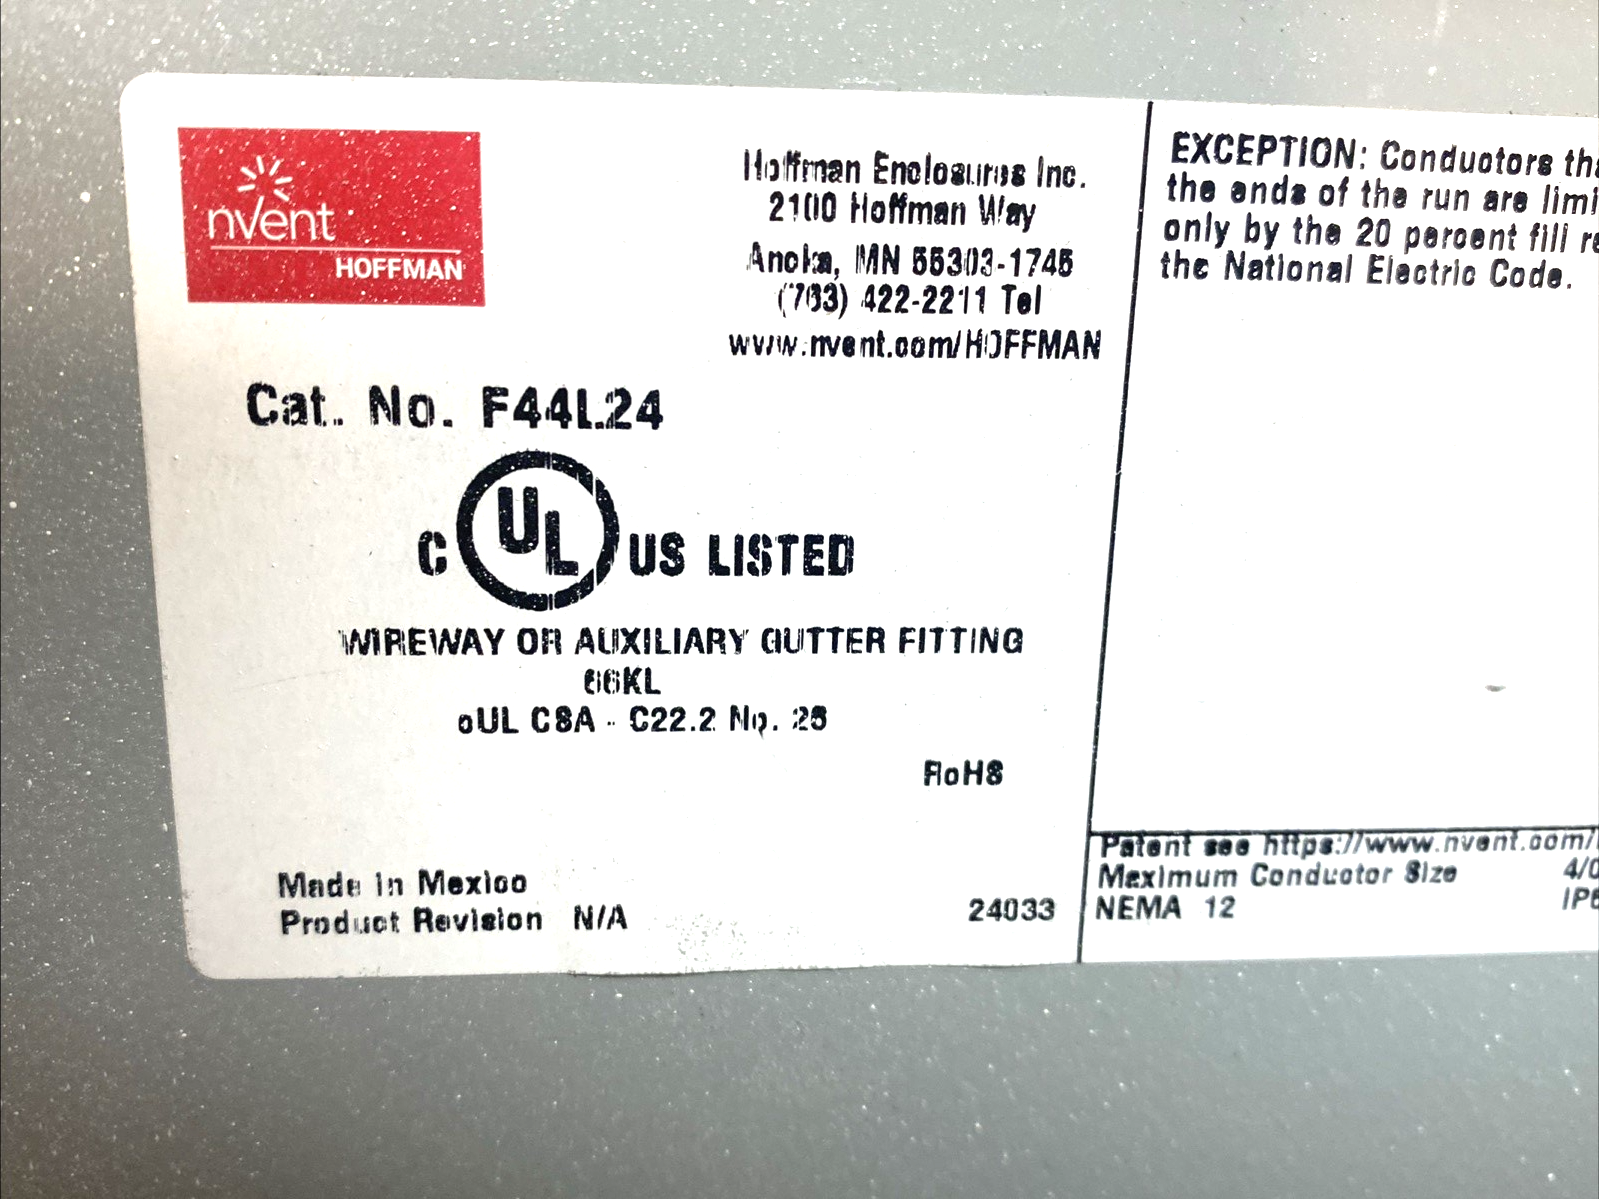 nVent
HOFFMAN
Hoffman Enclosures Inc.
2100 Hoffman Way
Anoka, MN 55303-1745
(763) 422-2211 Tel
www.nvent.com/HOFFMAN
Cat. No. F44L24
C UL US LISTED
WIREWAY OR AUXILIARY GUTTER FITTING
66KL
cUL CSA - C22.2 No. 26
RoHS
Made in Mexico
Product Revision N/A
24033
EXCEPTION: Conductors
the ends of the run are
only by the 20 percent fill
the National Electric Code.
Patent see https://www.nvent.com/
Maximum Conductor Size 4/0
NEMA 12